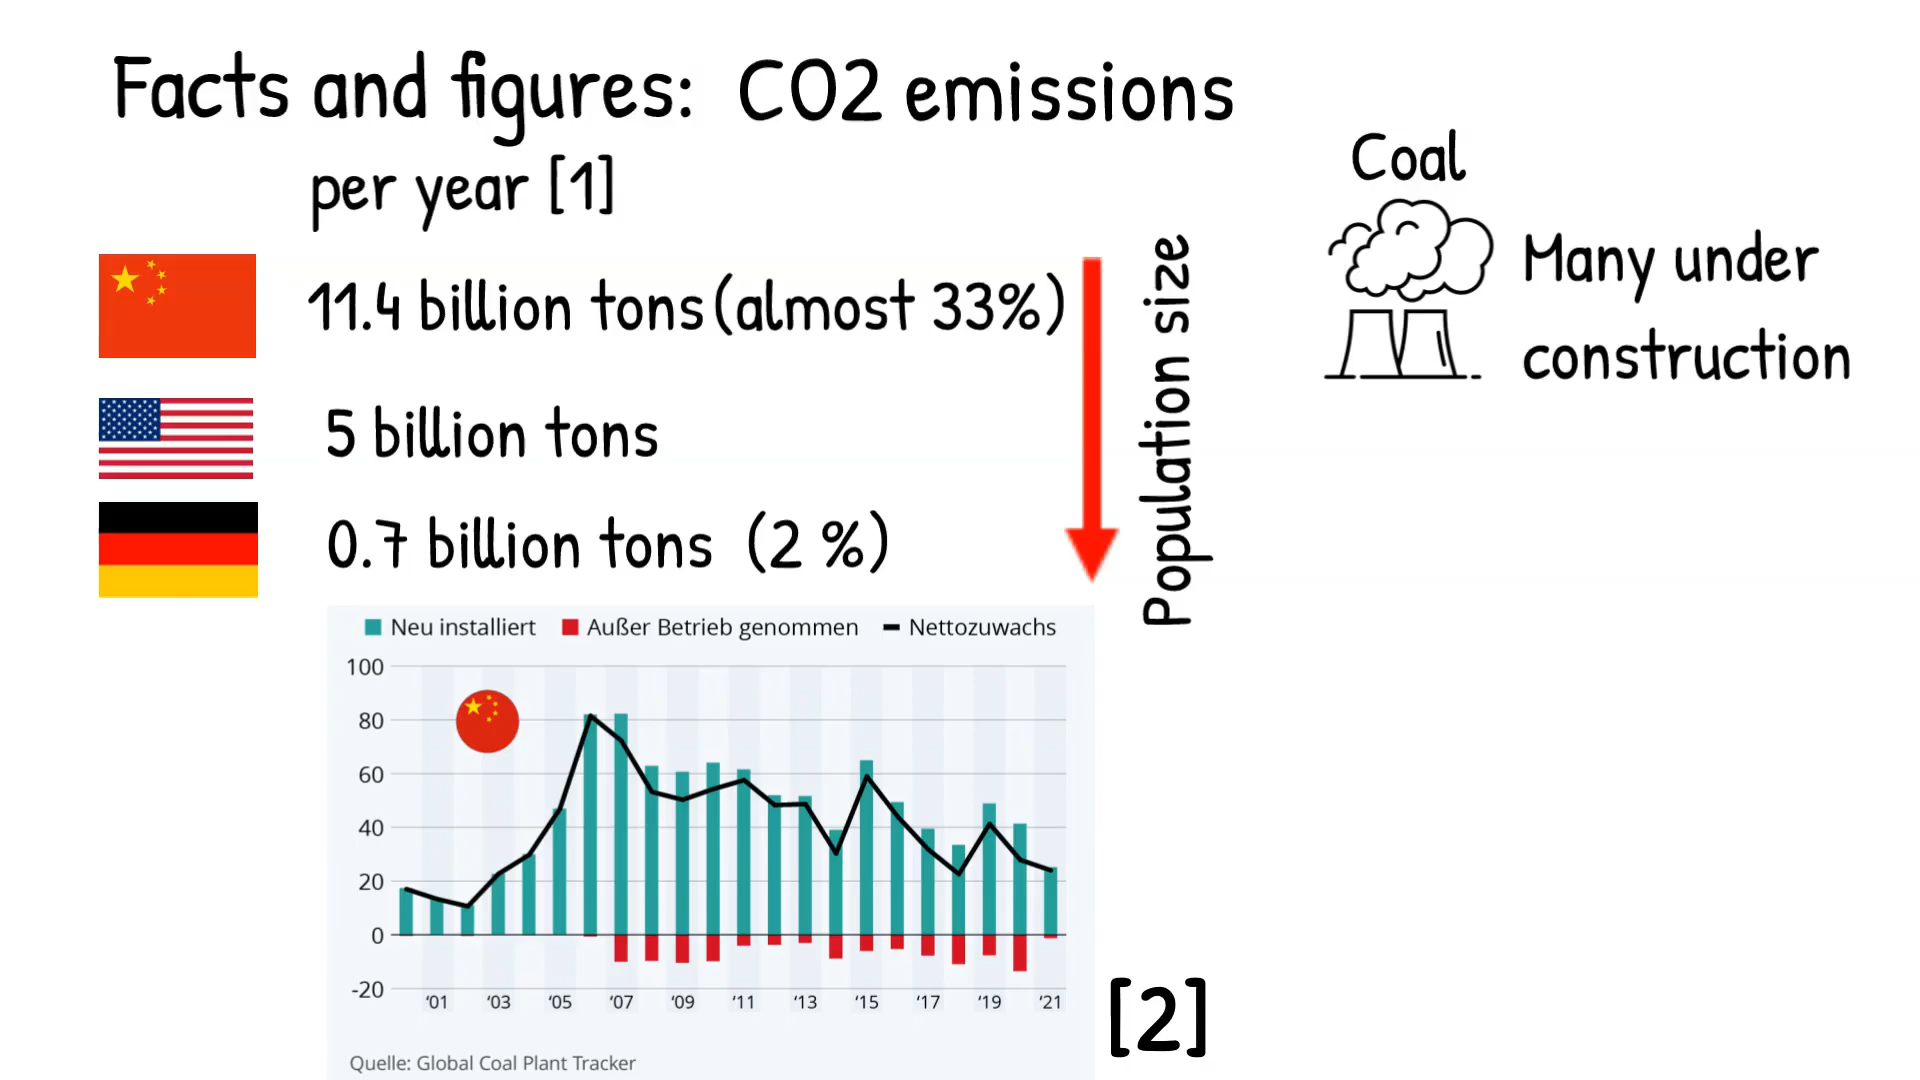 Facts and figures: CO2 emissions
per year [1]
11.4 billion tons (almost 33%)
5 billion tons
0.7 billion tons (2 %)
Population size
Coal
Many under
construction
Neu installiert Außer Betrieb genommen Nettozuwachs
100
80
60
40
20
0
-20
‘01 ‘03 ‘05 ‘07 ‘09 ‘11 ‘13 ‘15 ‘17 ‘19 ‘21
Quelle: Global Coal Plant Tracker
[2]